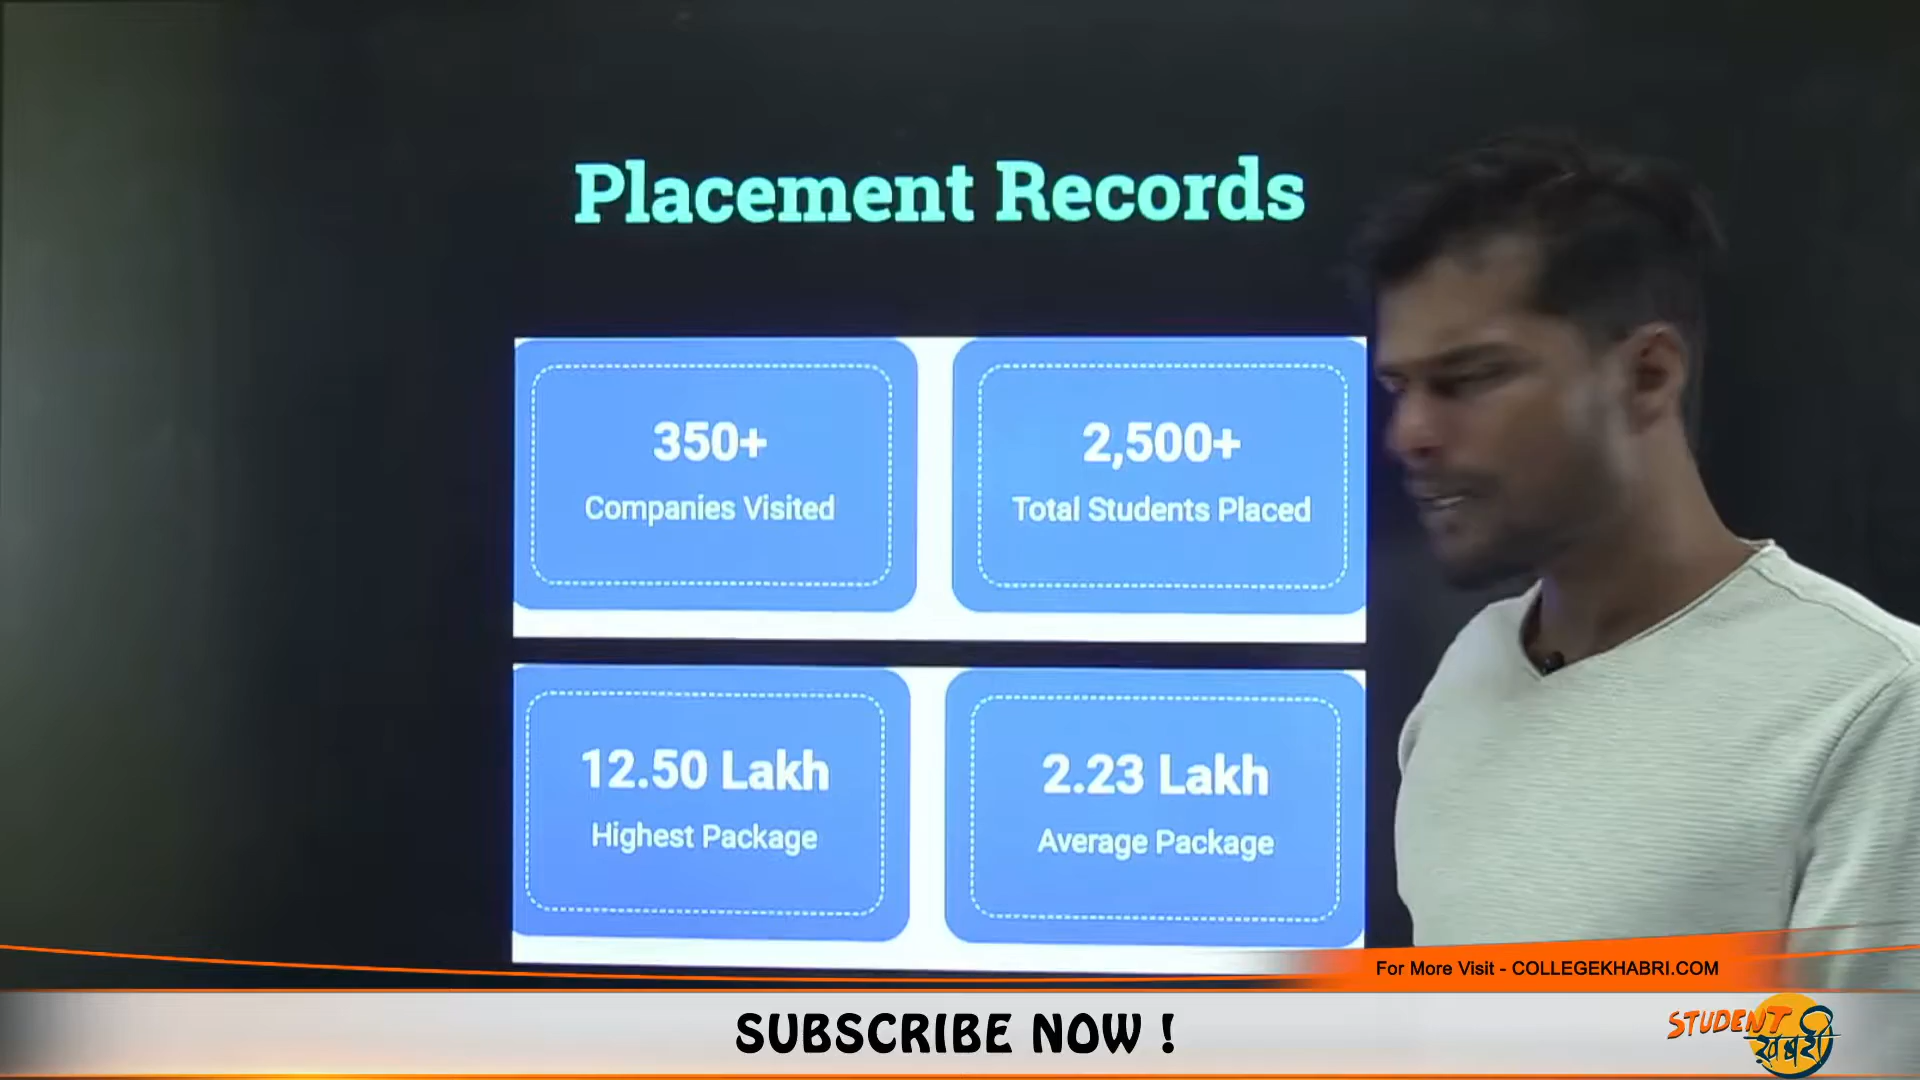 Placement Records
350+
Companies Visited
2,500+
Total Students Placed
12.50 Lakh
Highest Package
2.23 Lakh
Average Package
For More Visit - COLLEGEKHABRI.COM
SUBSCRIBE NOW !
STUDENT
ख़बरी